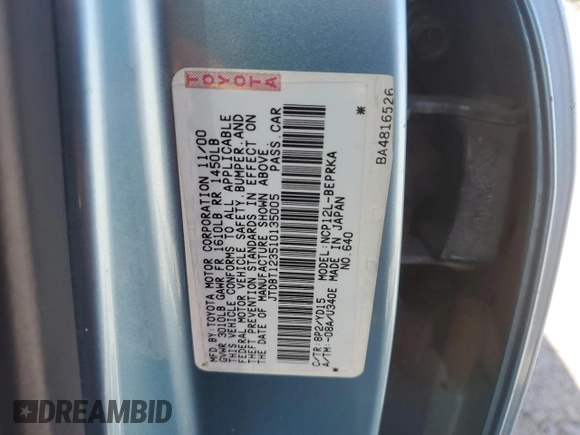 TOYOTA
MFD BY: TOYOTA MOTOR CORPORATION 11/00
GVWR 3010LB GAWR FR 1610LB RR 1450LB
THIS VEHICLE CONFORMS TO ALL APPLICABLE
FEDERAL MOTOR VEHICLE SAFETY, BUMPER, AND
THEFT PREVENTION STANDARDS IN EFFECT ON
THE DATE OF MANUFACTURE SHOWN ABOVE.
JTDBT123510135005 PASS. CAR
C/TR: 8P2/YD15 MODEL: NCP12L-BEPRKA
A/TM: -08A/U340E MADE IN JAPAN
NO. 640
* *
BA4816526
DREAMBID